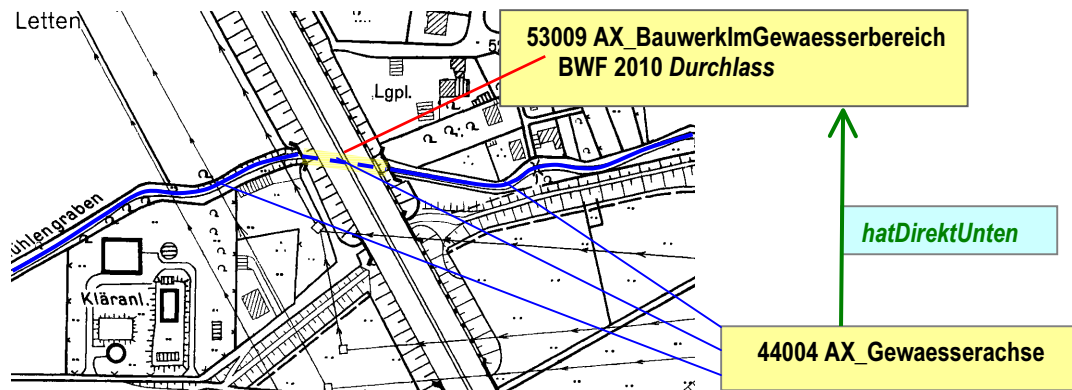 Letten
53009 AX_BauwerkImGewaesserbereich
BWF 2010 Durchlass
Lgpl.
hatDirektUnten
ühlengraben
Kläranl.
44004 AX_Gewaesserachse